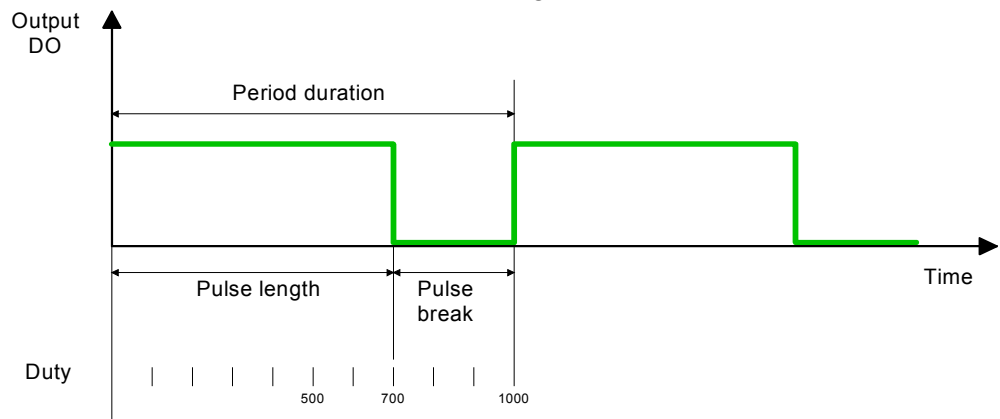 Output
DO
Period duration
Time
Pulse length
Pulse
break
Duty
500
700
1000